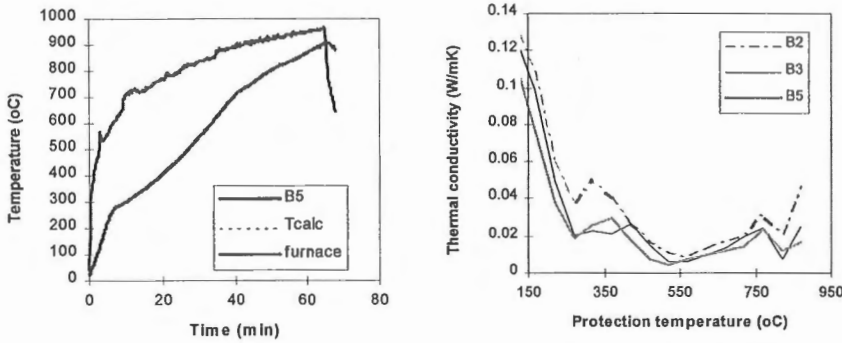 1000
900
800
700
600
500
400
300
200
100
0
Temperature (oC)
B5
Tcalc
furnace
0 20 40 60 80
Time (min)
0.14
0.12
0.1
0.08
0.06
0.04
0.02
0
Thermal conductivity (W/mK)
B2
B3
B5
150 350 550 750 950
Protection temperature (oC)